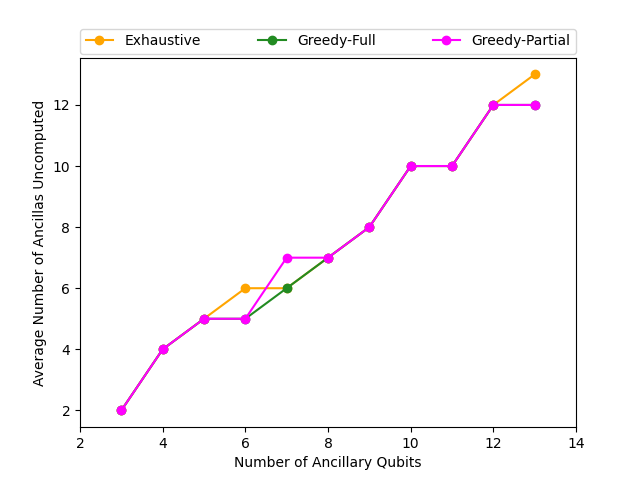 Exhaustive Greedy-Full Greedy-Partial
Average Number of Ancillas Uncomputed
12
10
8
6
4
2
2 4 6 8 10 12 14
Number of Ancillary Qubits